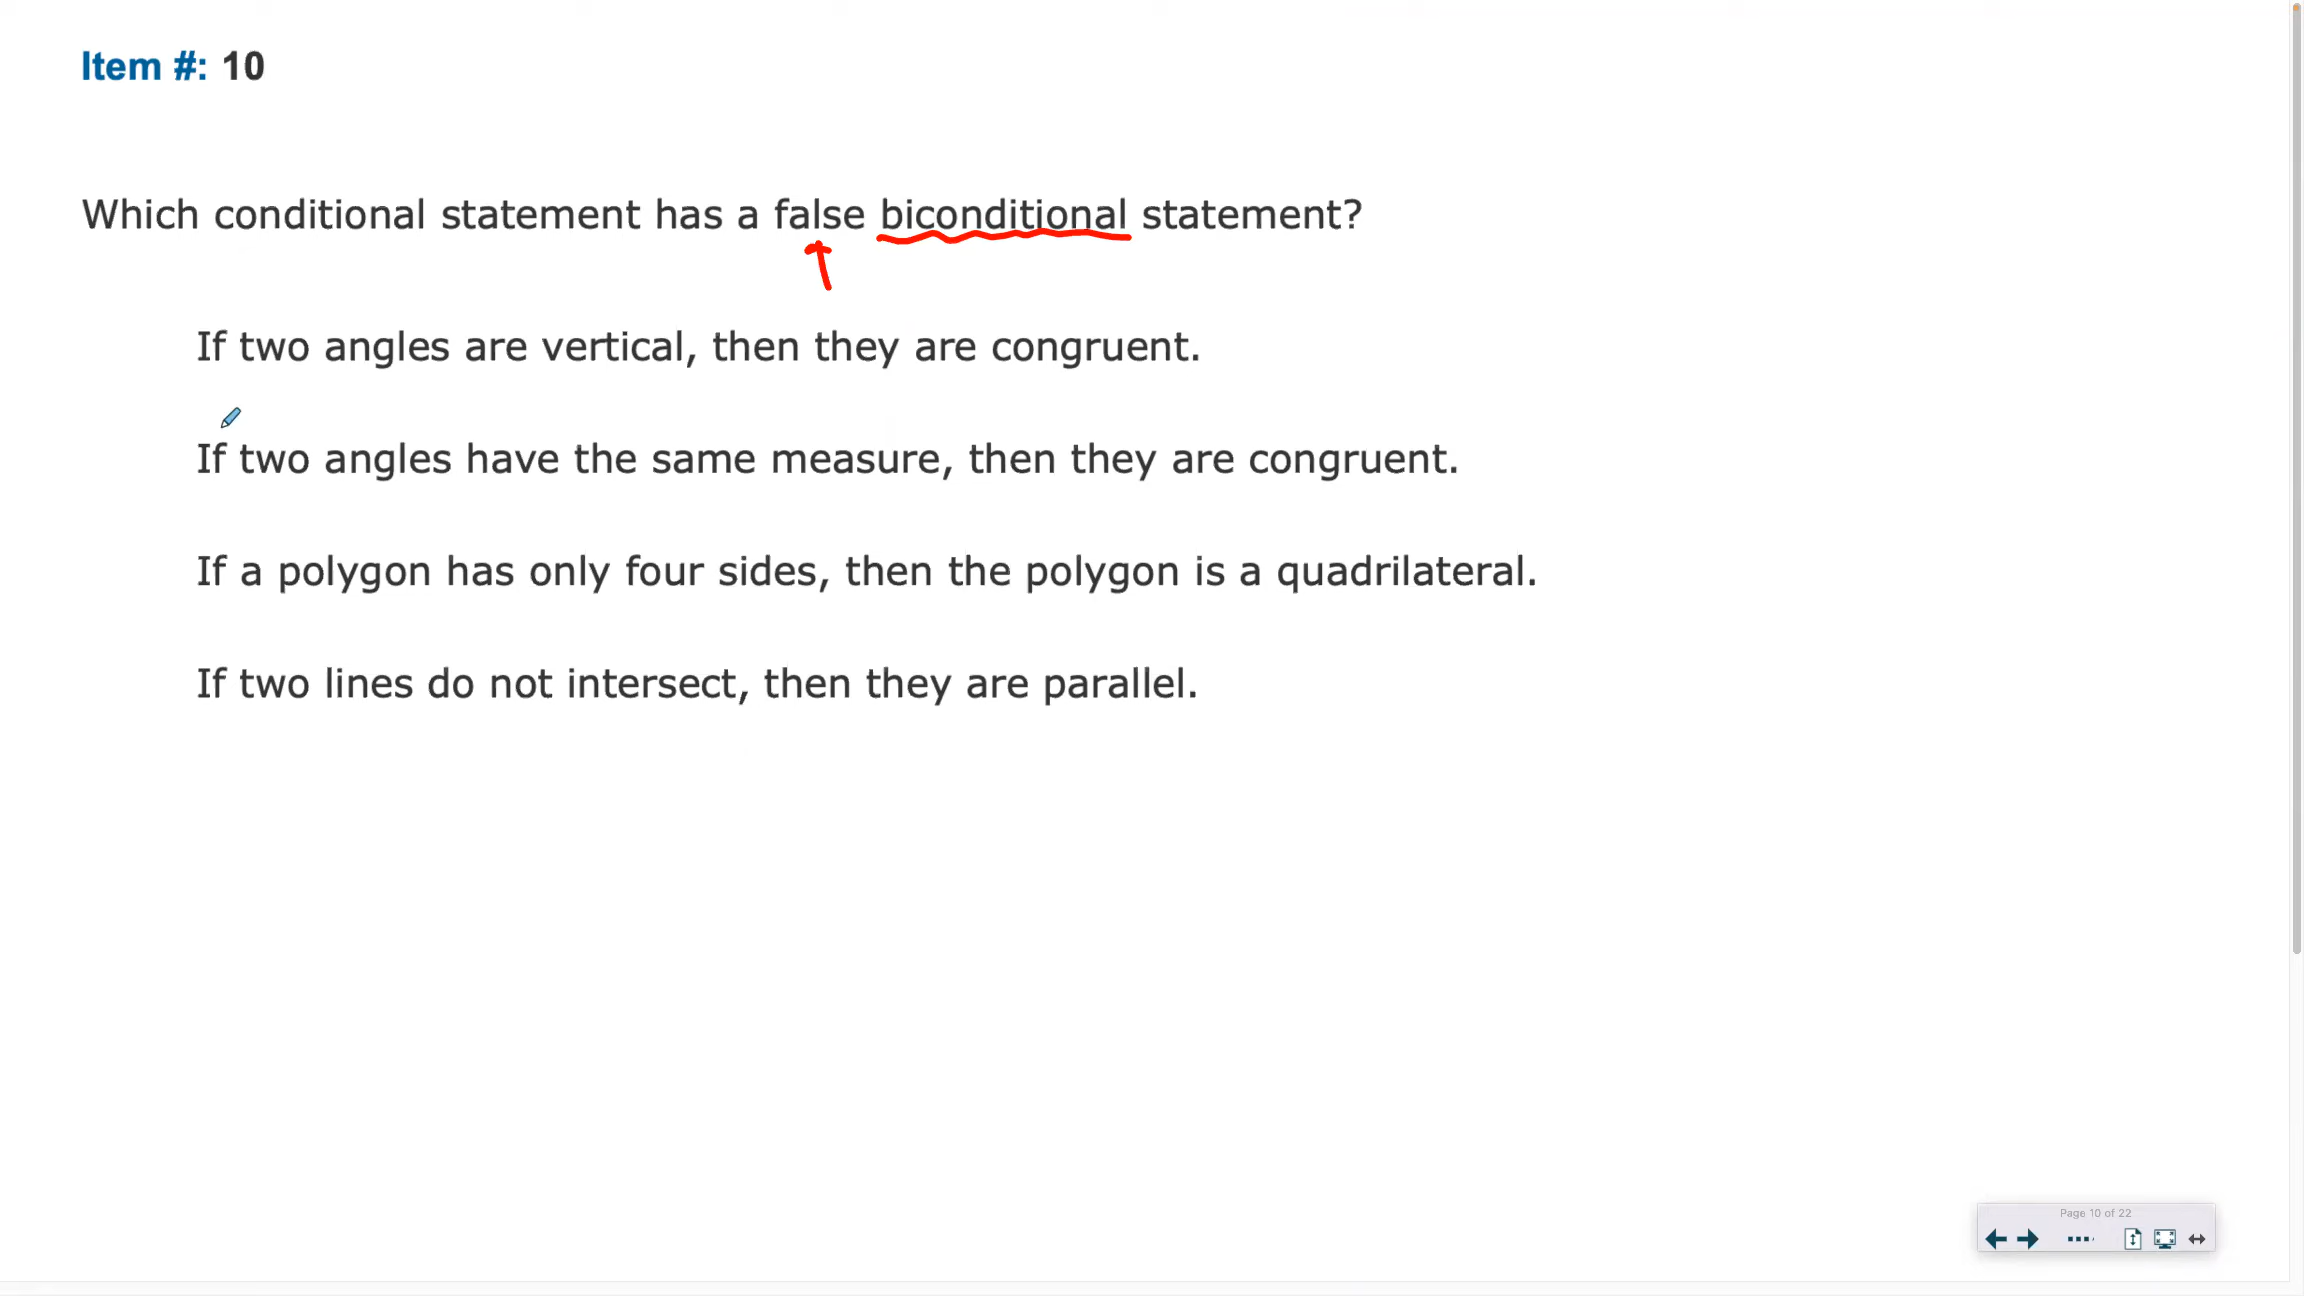 Item #: 10
Which conditional statement has a false biconditional statement?
If two angles are vertical, then they are congruent.
If two angles have the same measure, then they are congruent.
If a polygon has only four sides, then the polygon is a quadrilateral.
If two lines do not intersect, then they are parallel.
Page 10 of 22